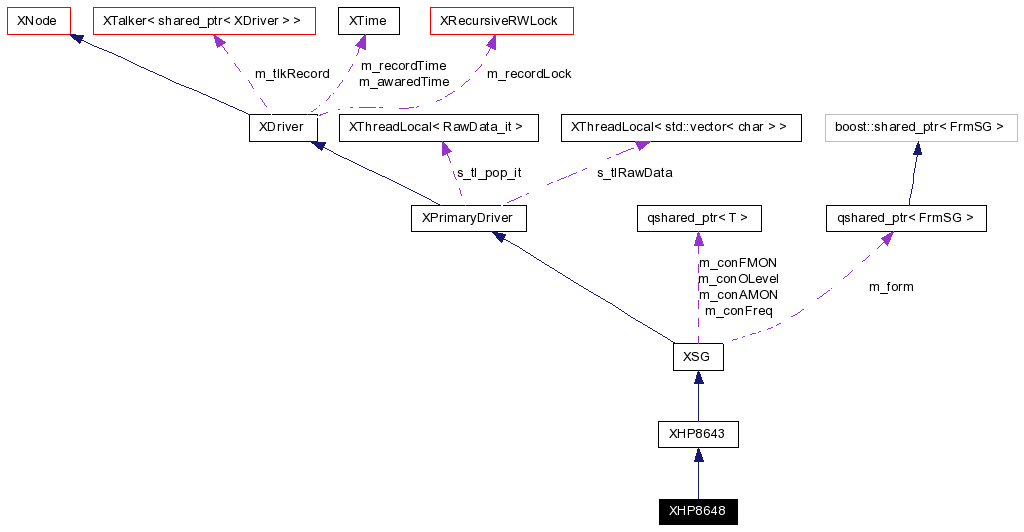 XNode
XTalker< shared_ptr< XDriver > >
XTime
XRecursiveRWLock
m_tlkRecord
m_recordTime
m_awaredTime
m_recordLock
XDriver
XThreadLocal< RawData_it >
XThreadLocal< std::vector< char > >
boost::shared_ptr< FrmSG >
s_tl_pop_it
s_tlRawData
XPrimaryDriver
qshared_ptr< T >
qshared_ptr< FrmSG >
m_conFMON
m_conOLevel
m_conAMON
m_conFreq
m_form
XSG
XHP8643
XHP8648